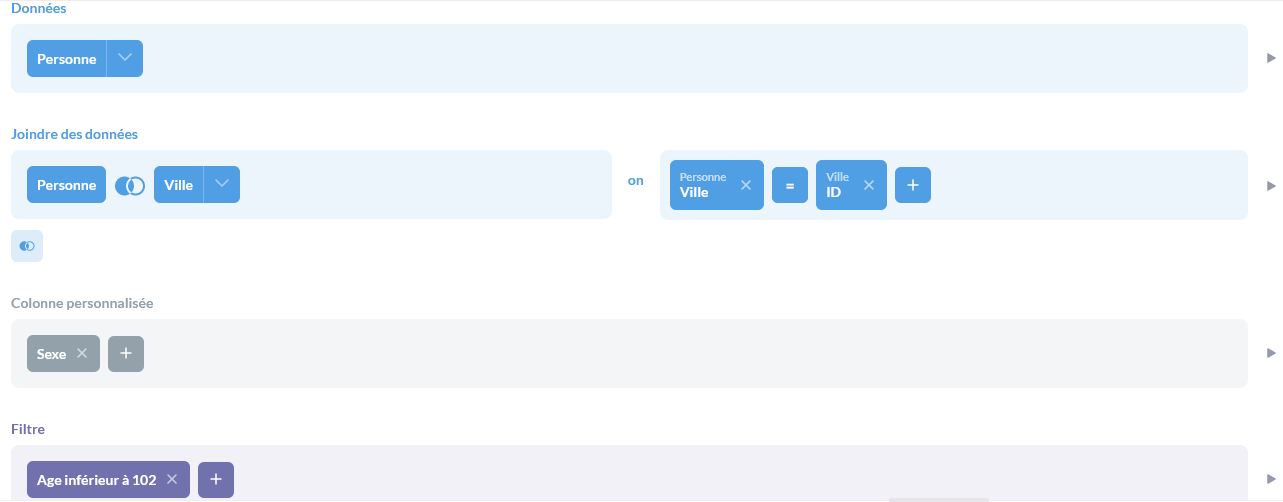 Données
Personne
Joindre des données
Personne Ville on Personne Ville = Ville ID +
Colonne personnalisée
Sexe +
Filtre
Age inférieur à 102 +